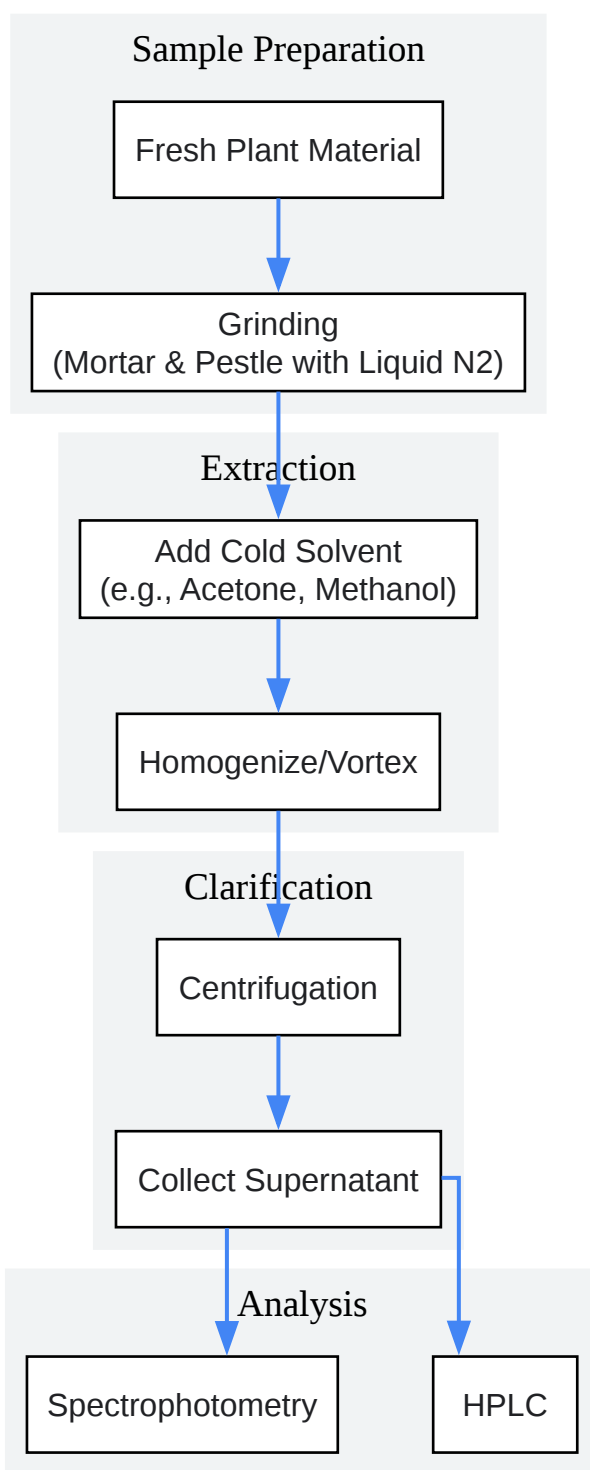 Sample Preparation
Fresh Plant Material
Grinding
(Mortar & Pestle with Liquid N2)
Extraction
Add Cold Solvent
(e.g., Acetone, Methanol)
Homogenize/Vortex
Clarification
Centrifugation
Collect Supernatant
Analysis
Spectrophotometry
HPLC